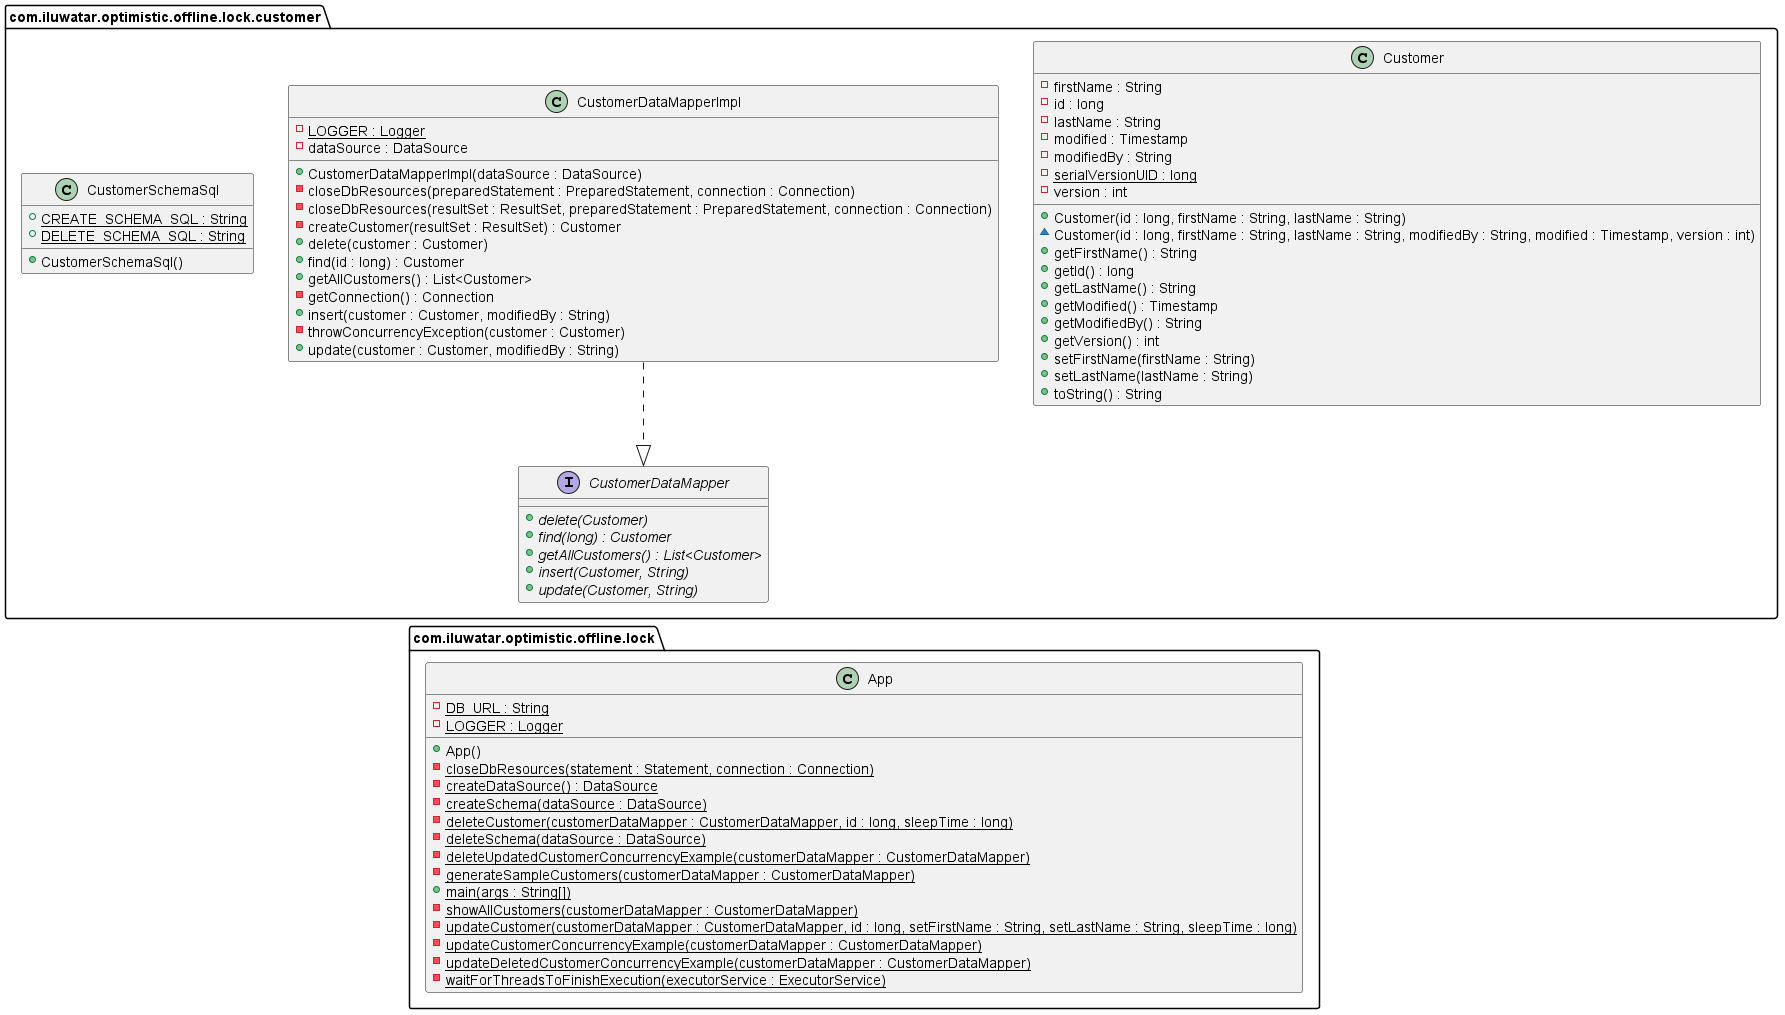 com.iluwatar.optimistic.offline.lock.customer
C CustomerSchemaSql
CREATE_SCHEMA_SQL : String
DELETE_SCHEMA_SQL : String
CustomerSchemaSql()
C CustomerDataMapperImpl
LOGGER : Logger
dataSource : DataSource
CustomerDataMapperImpl(dataSource : DataSource)
closeDbResources(preparedStatement : PreparedStatement, connection : Connection)
closeDbResources(resultSet : ResultSet, preparedStatement : PreparedStatement, connection : Connection)
createCustomer(resultSet : ResultSet) : Customer
delete(customer : Customer)
find(id : long) : Customer
getAllCustomers() : List<Customer>
getConnection() : Connection
insert(customer : Customer, modifiedBy : String)
throwConcurrencyException(customer : Customer)
update(customer : Customer, modifiedBy : String)
C Customer
firstName : String
id : long
lastName : String
modified : Timestamp
modifiedBy : String
serialVersionUID : long
version : int
Customer(id : long, firstName : String, lastName : String)
Customer(id : long, firstName : String, lastName : String, modifiedBy : String, modified : Timestamp, version : int)
getFirstName() : String
getId() : long
getLastName() : String
getModified() : Timestamp
getModifiedBy() : String
getVersion() : int
setFirstName(firstName : String)
setLastName(lastName : String)
toString() : String
I CustomerDataMapper
delete(Customer)
find(long) : Customer
getAllCustomers() : List<Customer>
insert(Customer, String)
update(Customer, String)
com.iluwatar.optimistic.offline.lock
C App
DB_URL : String
LOGGER : Logger
App()
closeDbResources(statement : Statement, connection : Connection)
createDataSource() : DataSource
createSchema(dataSource : DataSource)
deleteCustomer(customerDataMapper : CustomerDataMapper, id : long, sleepTime : long)
deleteSchema(dataSource : DataSource)
deleteUpdatedCustomerConcurrencyExample(customerDataMapper : CustomerDataMapper)
generateSampleCustomers(customerDataMapper : CustomerDataMapper)
main(args : String[])
showAllCustomers(customerDataMapper : CustomerDataMapper)
updateCustomer(customerDataMapper : CustomerDataMapper, id : long, setFirstName : String, setLastName : String, sleepTime : long)
updateCustomerConcurrencyExample(customerDataMapper : CustomerDataMapper)
updateDeletedCustomerConcurrencyExample(customerDataMapper : CustomerDataMapper)
waitForThreadsToFinishExecution(executorService : ExecutorService)